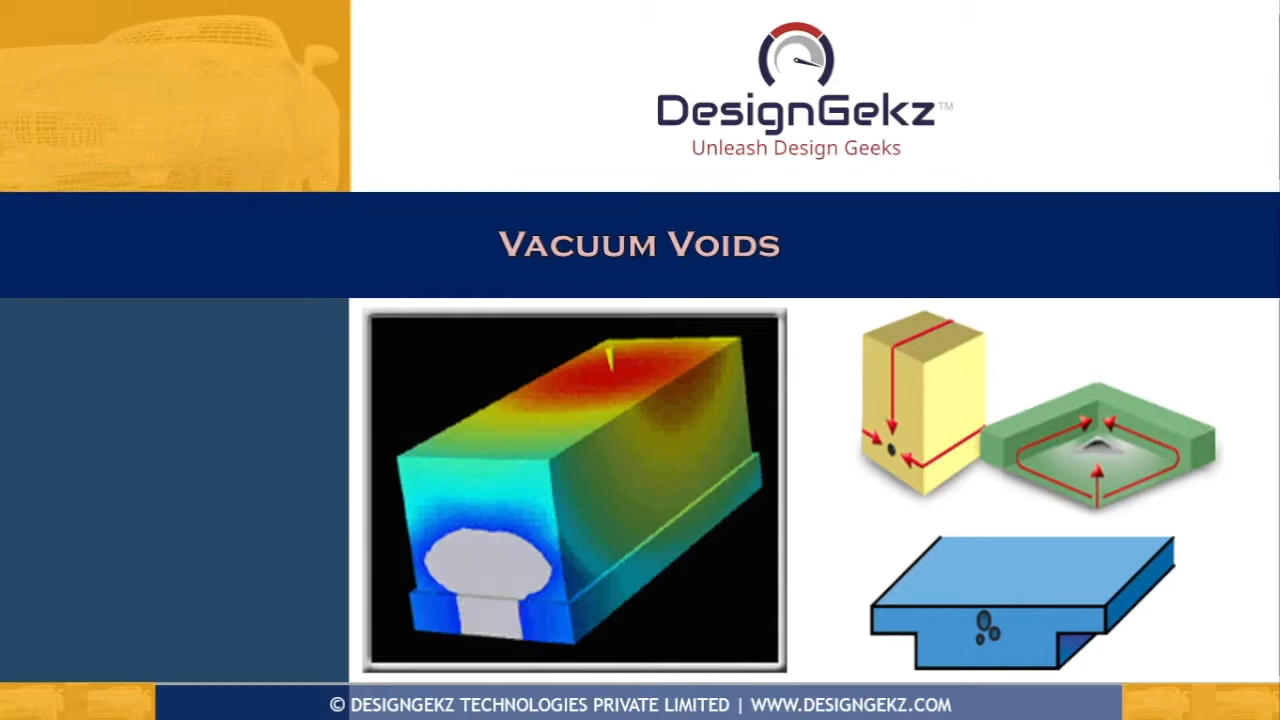 DesignGekz™
Unleash Design Geeks
VACUUM VOIDS
© DESIGNGEKZ TECHNOLOGIES PRIVATE LIMITED | WWW.DESIGNGEKZ.COM